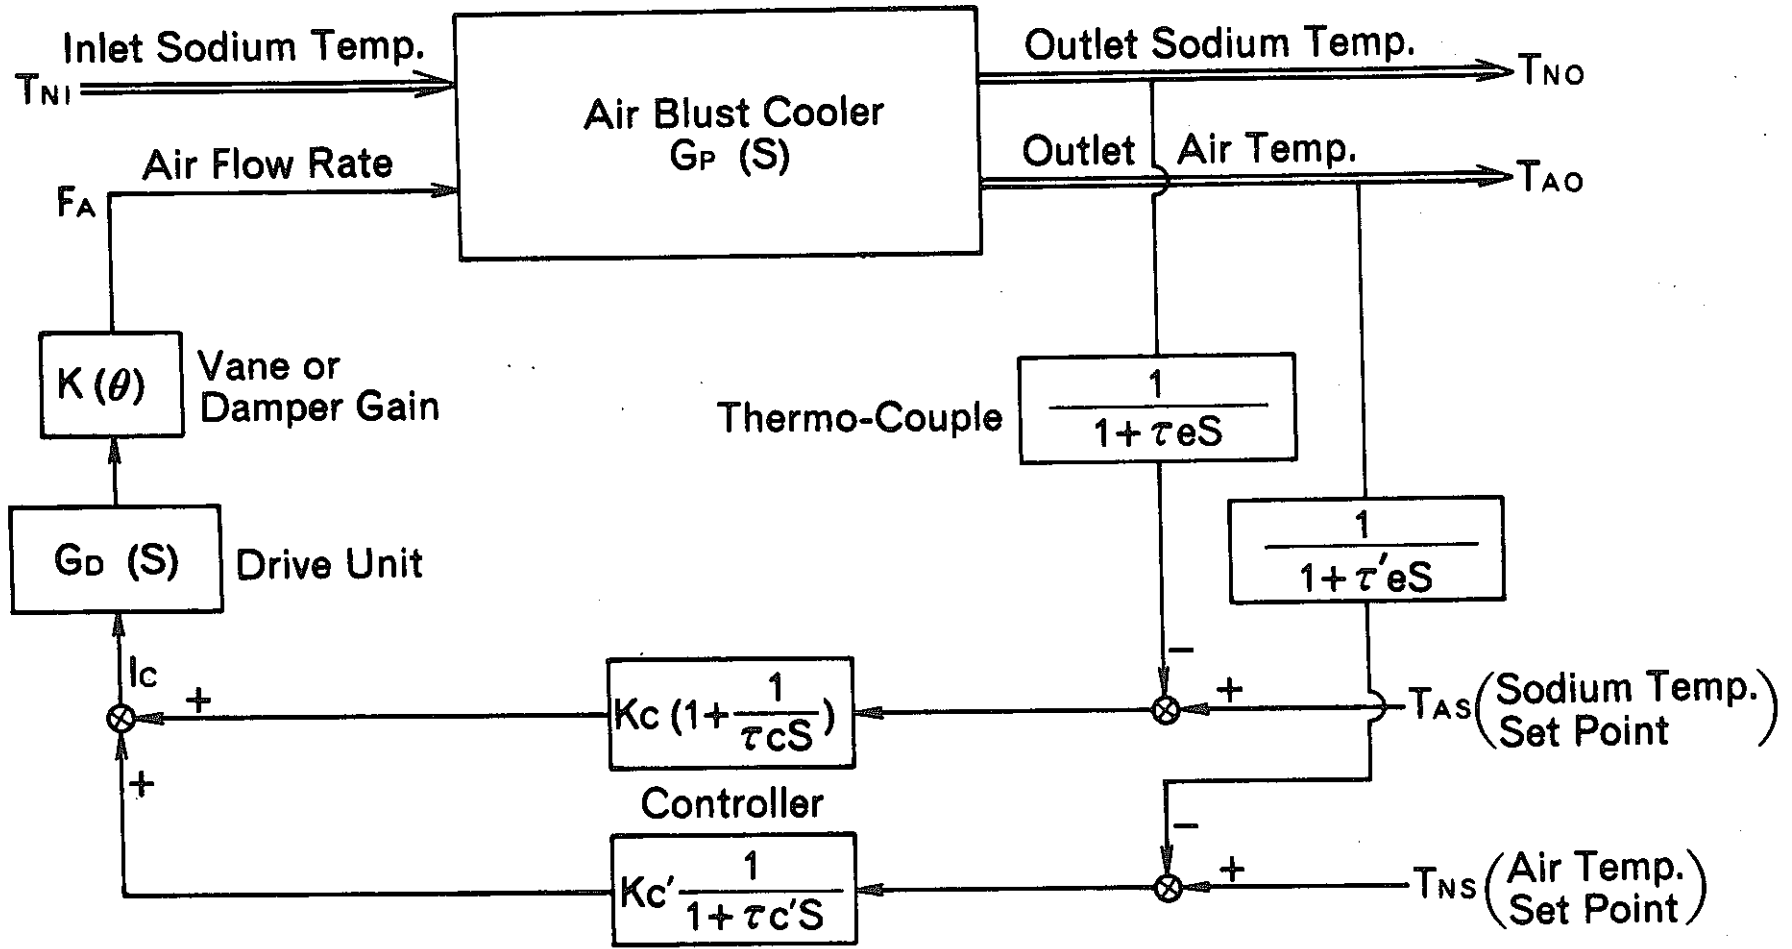 Inlet Sodium Temp.
TNI
Air Flow Rate
FA
Air Blust Cooler
GP (S)
Outlet Sodium Temp.
TNO
Outlet Air Temp.
TAO
K (θ)
Vane or
Damper Gain
Thermo-Couple
1
1 + τeS
GD (S)
Drive Unit
1
1 + τ'eS
IC
+
KC (1 + 1
τcS )
−
+
TAS (Sodium Temp.
Set Point)
+
Controller
KC' 1
1 + τc'S
−
+
TNS (Air Temp.
Set Point)